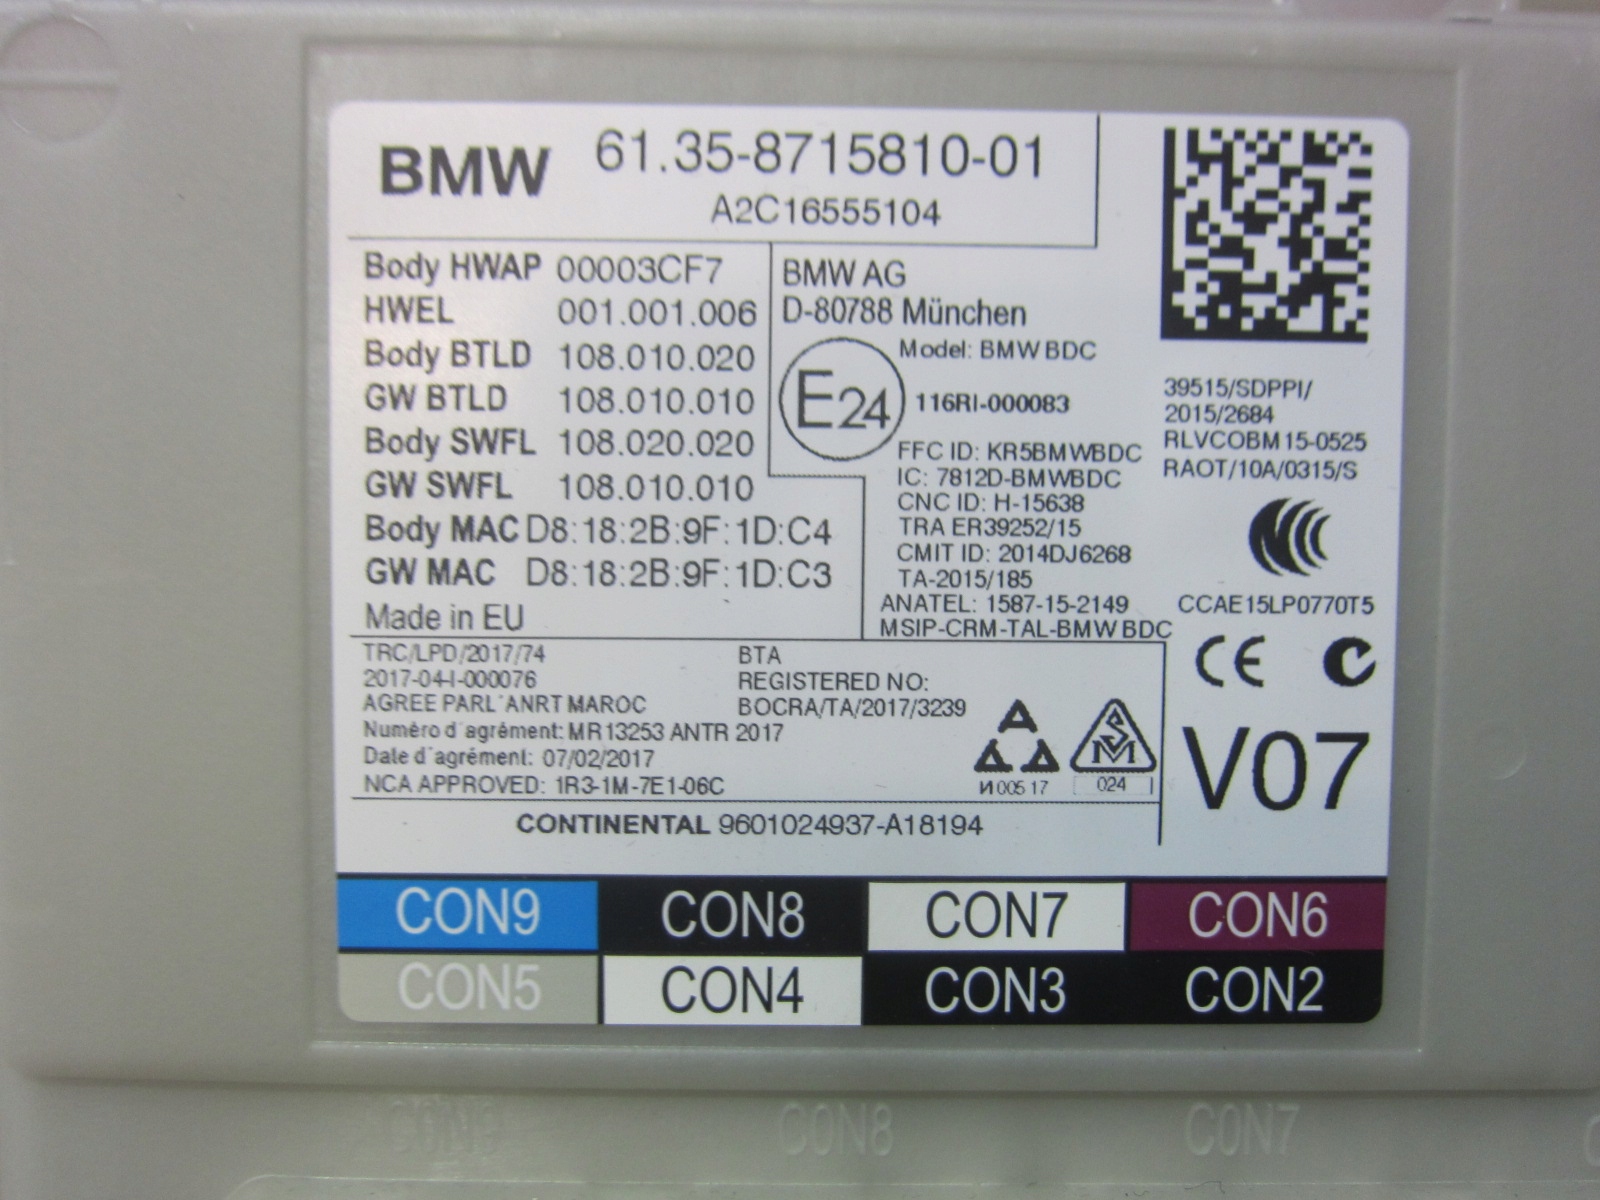 BMW 61.35-8715810-01
A2C16555104
Body HWAP 00003CF7
HWEL 001.001.006
Body BTLD 108.010.020
GW BTLD 108.010.010
Body SWFL 108.020.020
GW SWFL 108.010.010
Body MAC D8:18:2B:9F:1D:C4
GW MAC D8:18:2B:9F:1D:C3
Made in EU
BMW AG
D-80788 München
Model: BMW BDC
E24
116RI-000083
FFC ID: KR5BMWBDC
IC: 7812D-BMWBDC
CNC ID: H-15638
TRA ER39252/15
CMIT ID: 2014DJ6268
TA-2015/185
ANATEL: 1587-15-2149
MSIP-CRM-TAL-BMW BDC
39515/SDPPI/
2015/2684
RLVCOBM15-0525
RAOT/10A/0315/S
CCAE15LP0770T5
CE
V07
TRC/LPD/2017/74
2017-04-I-000076
AGREE PARL´ANRT MAROC
Numėro d´agrément: MR 13253 ANTR 2017
Date d´agrément: 07/02/2017
NCA APPROVED: 1R3-1M-7E1-06C
BTA
REGISTERED NO:
BOCRA/TA/2017/3239
И005 17
SM
024
CONTINENTAL 9601024937-A18194
CON9 CON8 CON7 CON6
CON5 CON4 CON3 CON2
CON9 CON8 CON7